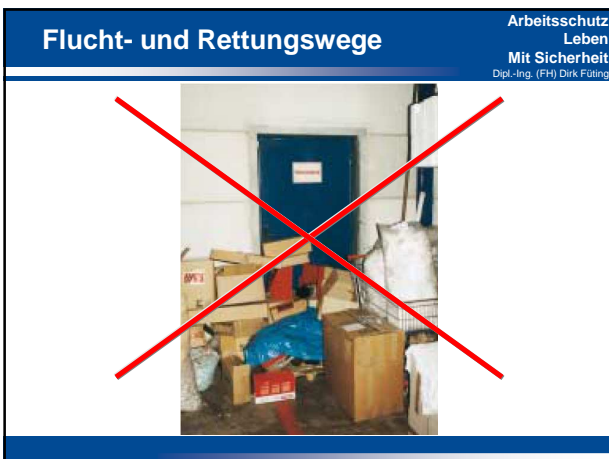 Flucht- und Rettungswege
Arbeitsschutz
Leben
Mit Sicherheit
Dipl.-Ing. (FH) Dirk Füting